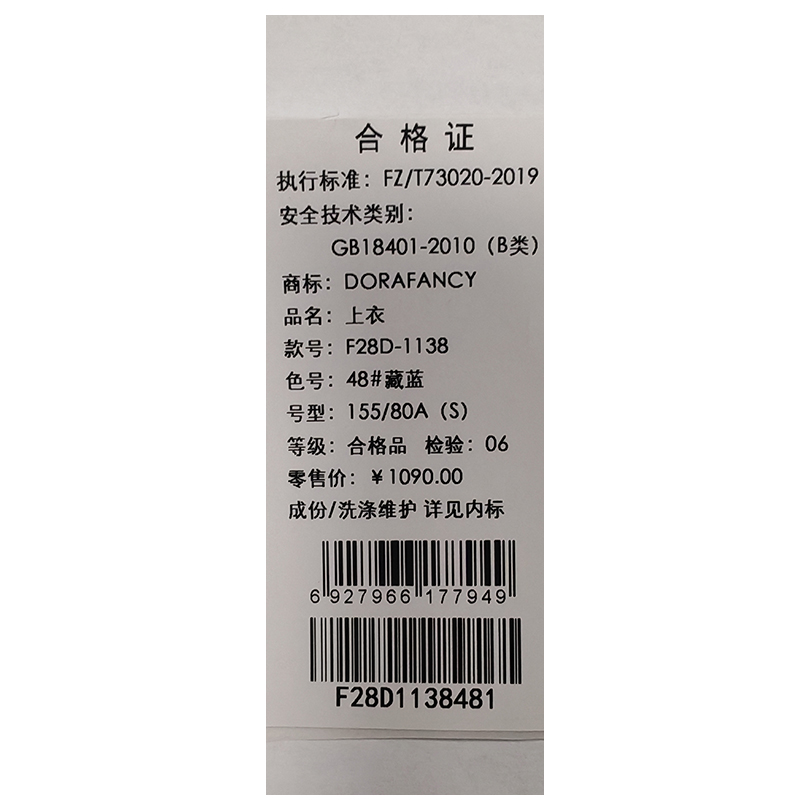 合格证
执行标准：FZ/T73020-2019
安全技术类别：
GB18401-2010（B类）
商标：DORAFANCY
品名：上衣
款号：F28D-1138
色号：48#藏蓝
号型：155/80A（S）
等级：合格品 检验：06
零售价：￥1090.00
成份/洗涤维护 详见内标
6 927966 177949
F28D1138481